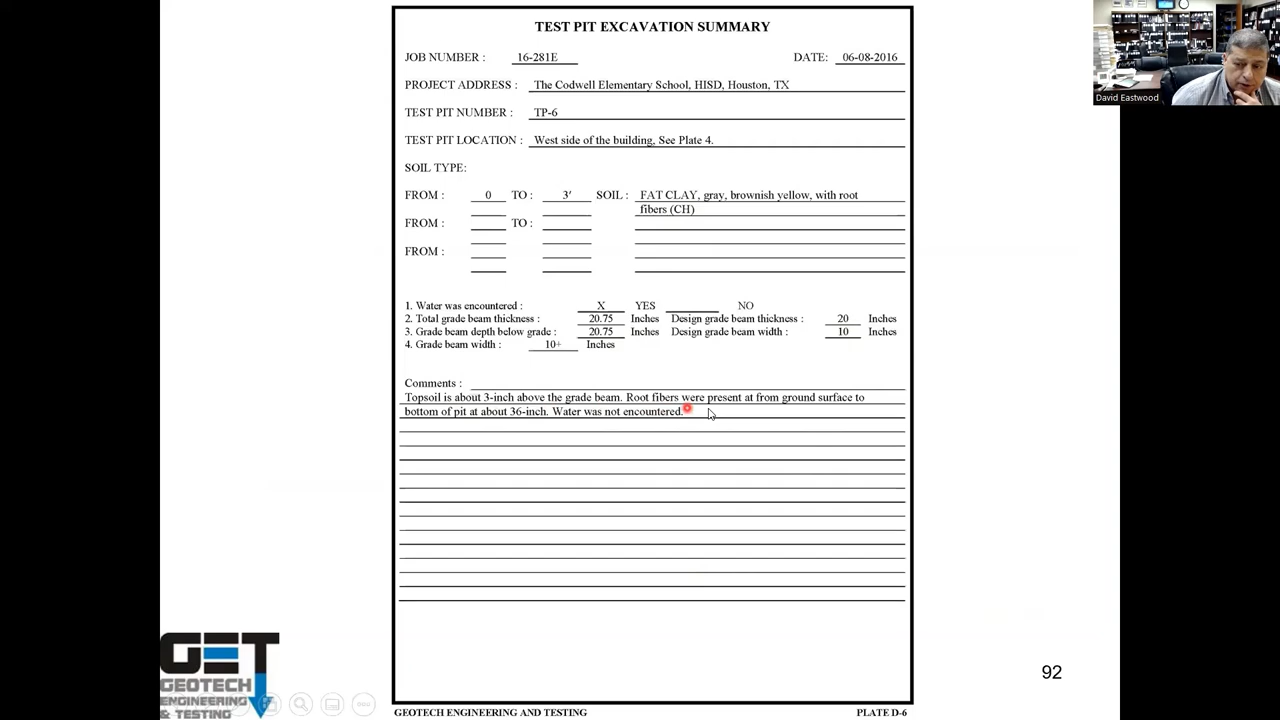 TEST PIT EXCAVATION SUMMARY
JOB NUMBER : 16-281E DATE: 06-08-2016
PROJECT ADDRESS : The Codwell Elementary School, HISD, Houston, TX
TEST PIT NUMBER : TP-6
TEST PIT LOCATION : West side of the building, See Plate 4.
SOIL TYPE:
FROM : 0 TO : 3' SOIL : FAT CLAY, gray, brownish yellow, with root
fibers (CH)
FROM : TO :
FROM :
1. Water was encountered : X YES NO
2. Total grade beam thickness : 20.75 Inches Design grade beam thickness : 20 Inches
3. Grade beam depth below grade : 20.75 Inches Design grade beam width : 10 Inches
4. Grade beam width : 10+ Inches
Comments :
Topsoil is about 3-inch above the grade beam. Root fibers were present at from ground surface to
bottom of pit at about 36-inch. Water was not encountered.
GEOTECH ENGINEERING AND TESTING PLATE D-6
GET
GEOTECH
ENGINEERING
& TESTING
92
David Eastwood